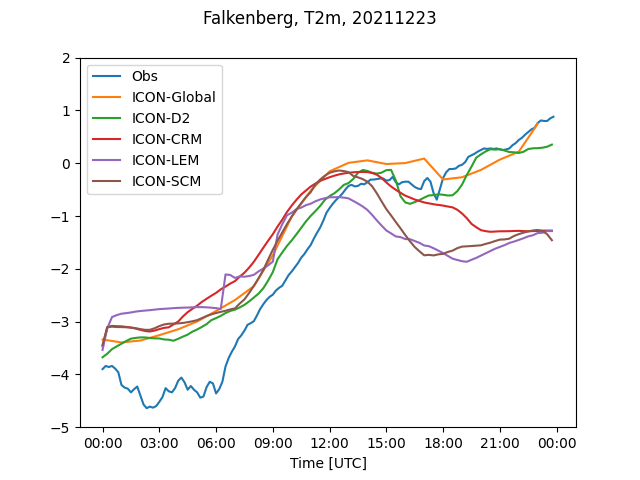 Falkenberg, T2m, 20211223
2
1
0
−1
−2
−3
−4
−5
Obs
ICON-Global
ICON-D2
ICON-CRM
ICON-LEM
ICON-SCM
00:00 03:00 06:00 09:00 12:00 15:00 18:00 21:00 00:00
Time [UTC]